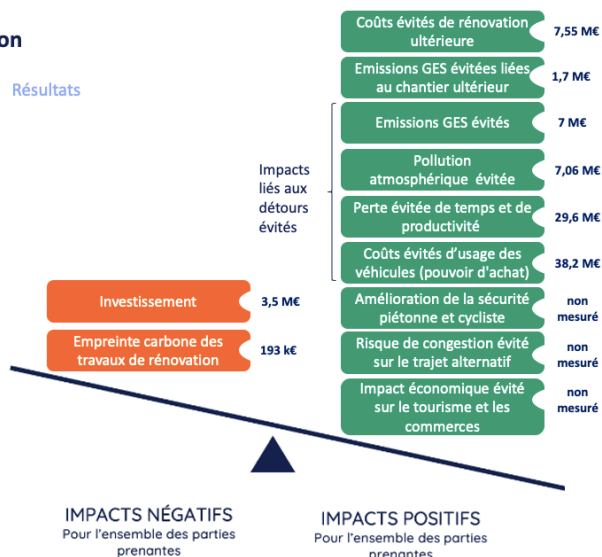 on
Résultats
Coûts évités de rénovation
ultérieure
7,55 M€
Emissions GES évitées liées
au chantier ultérieur
1,7 M€
Emissions GES évités
7 M€
Pollution
atmosphérique évitée
7,06 M€
Impacts
liés aux
détours
évités
Perte évitée de temps et de
productivité
29,6 M€
Coûts évités d'usage des
véhicules (pouvoir d'achat)
38,2 M€
Investissement
3,5 M€
Amélioration de la sécurité
piétonne et cycliste
non
mesuré
Empreinte carbone des
travaux de rénovation
193 k€
Risque de congestion évité
sur le trajet alternatif
non
mesuré
Impact économique évité
sur le tourisme et les
commerces
non
mesuré
IMPACTS NÉGATIFS
Pour l'ensemble des parties
prenantes
IMPACTS POSITIFS
Pour l'ensemble des parties
prenantes